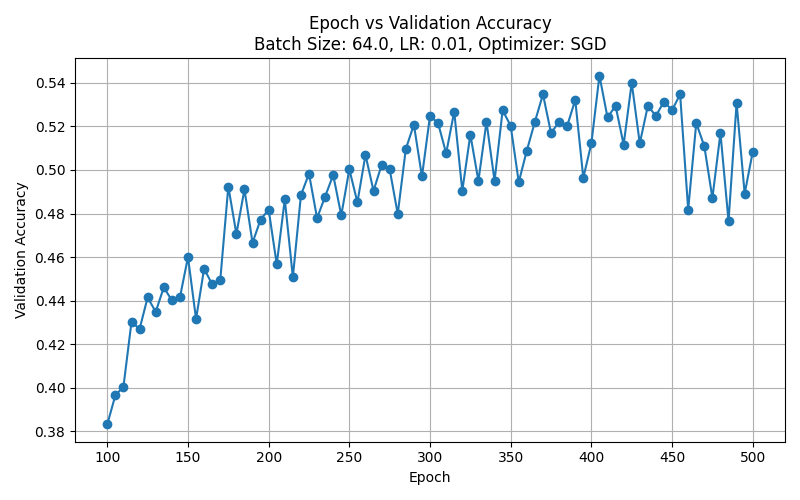 Epoch vs Validation Accuracy
Batch Size: 64.0, LR: 0.01, Optimizer: SGD
Validation Accuracy
0.54
0.52
0.50
0.48
0.46
0.44
0.42
0.40
0.38
100 150 200 250 300 350 400 450 500
Epoch